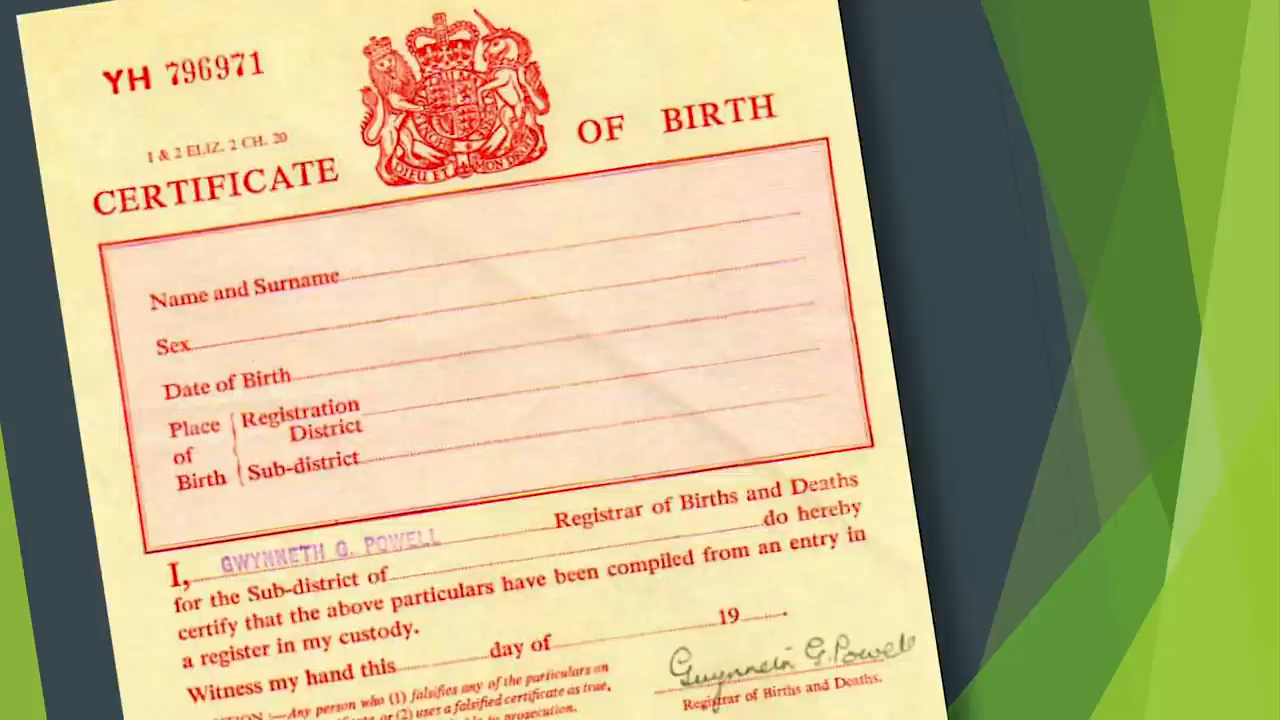 YH 796971
1 & 2 ELIZ. 2 CH. 20
CERTIFICATE OF BIRTH
DIEU ET MON DROIT
Name and Surname
Sex
Date of Birth
Place of Birth
Registration District
Sub-district
I, GWYNNETH G. POWELL Registrar of Births and Deaths
for the Sub-district of do hereby
certify that the above particulars have been compiled from an entry in
a register in my custody.
Witness my hand this day of 19
Gwynneth G. Powell
Registrar of Births and Deaths.
:—Any person who (1) falsifies any of the particulars on
or (2) uses a falsified certificate as true,
to prosecution.